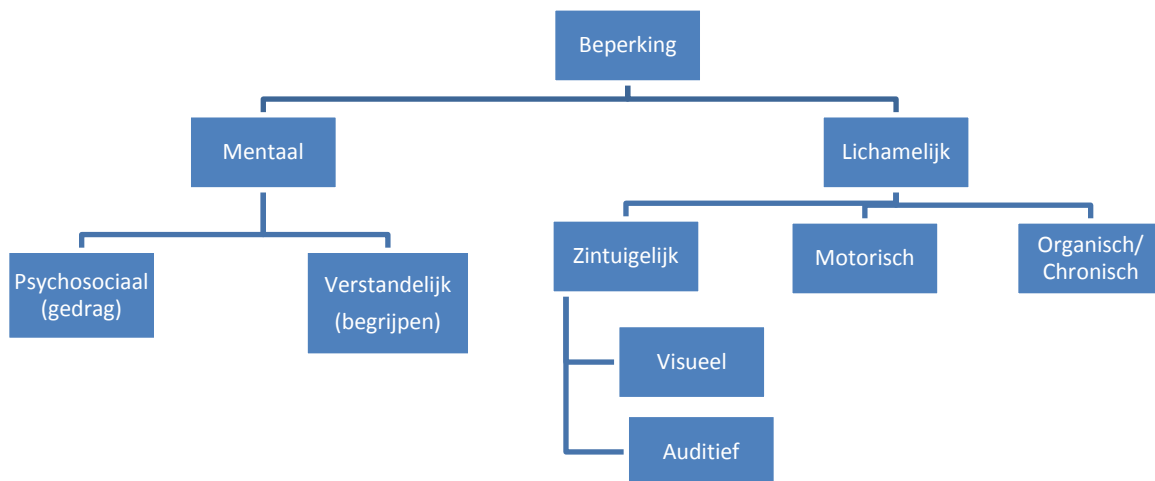 Beperking
Mentaal
Lichamelijk
Psychosociaal
(gedrag)
Verstandelijk
(begrijpen)
Zintuigelijk
Motorisch
Organisch/
Chronisch
Visueel
Auditief